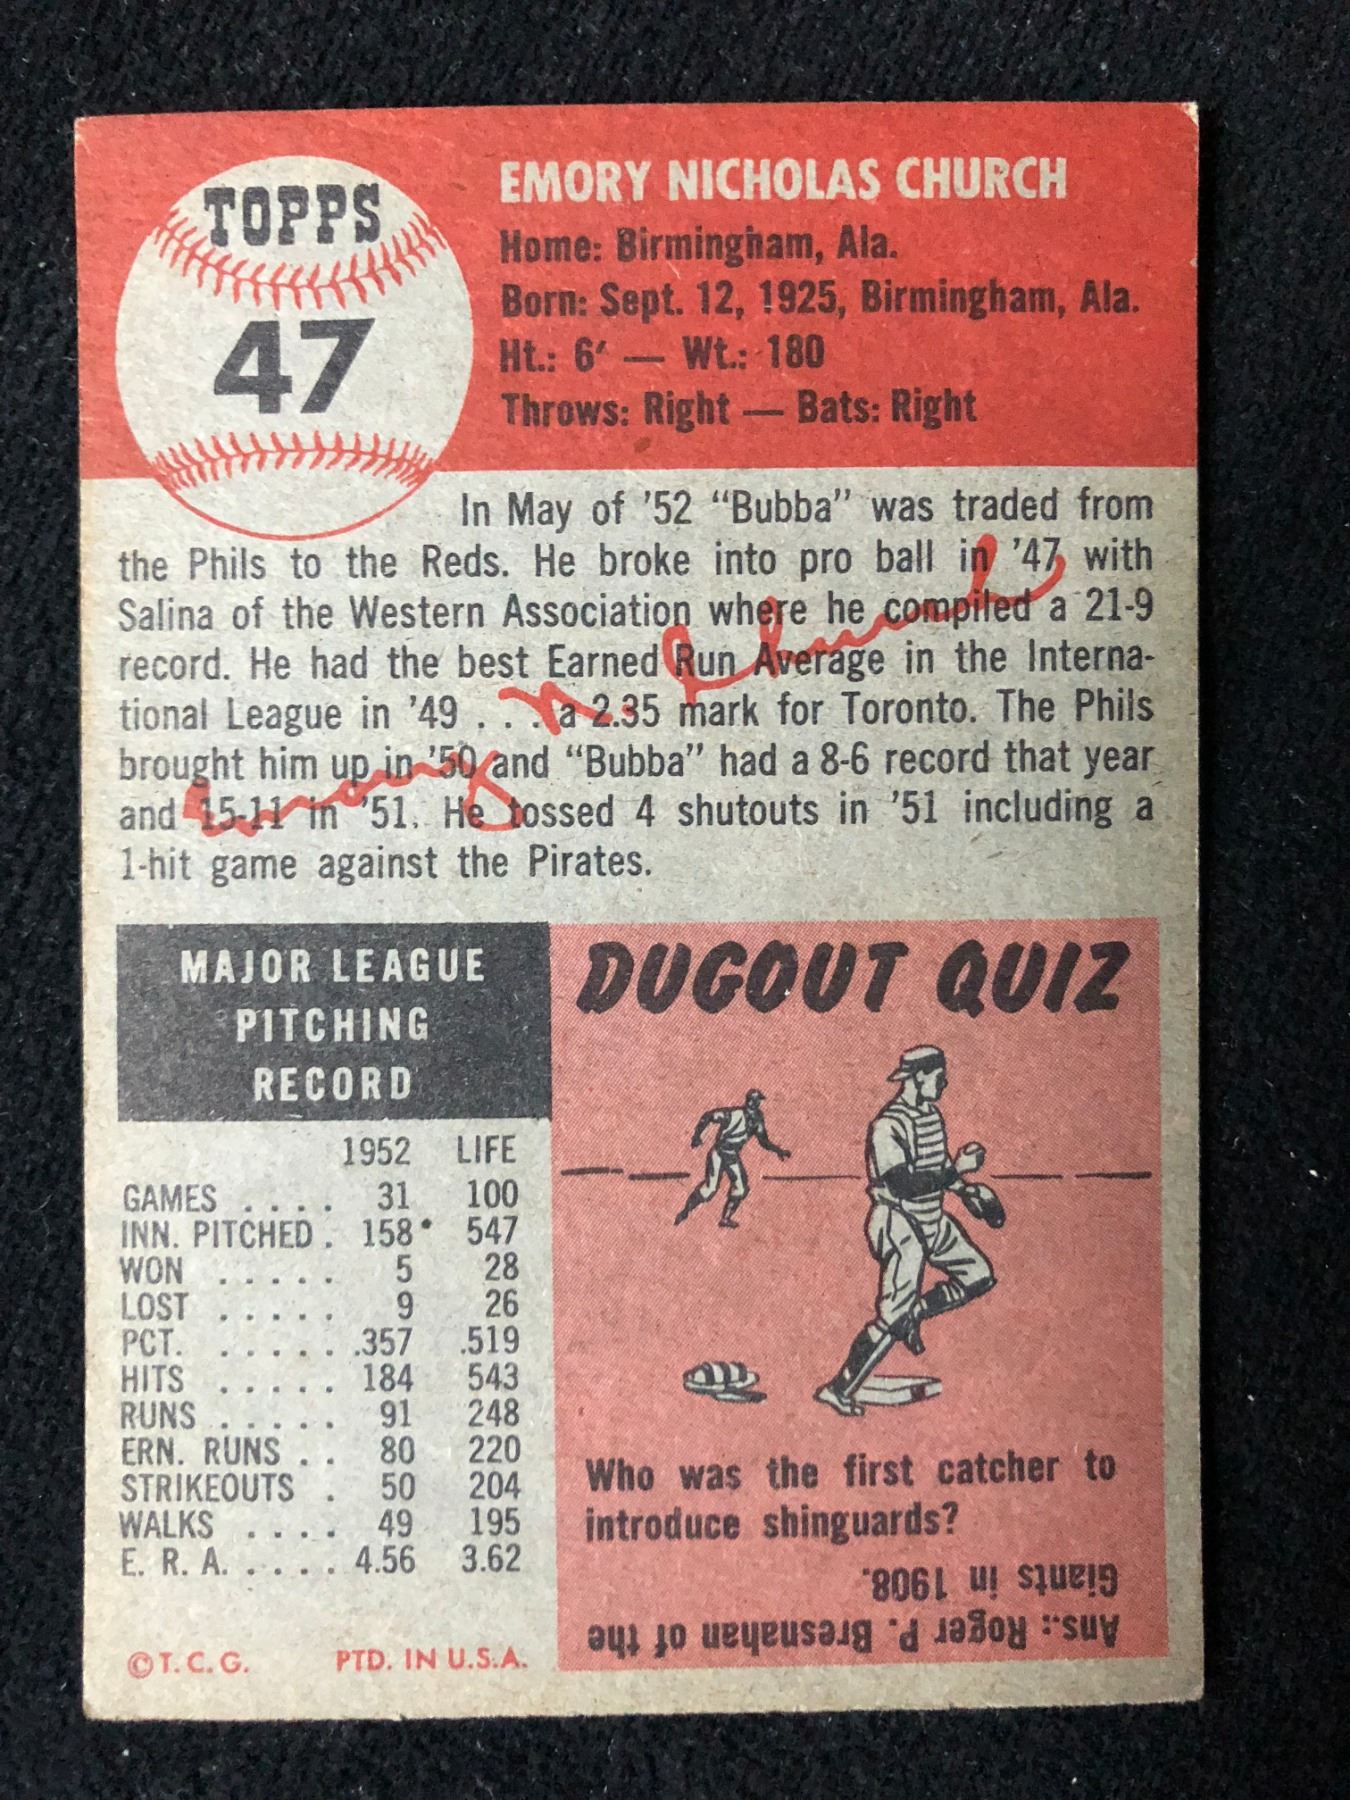 TOPPS
47
EMORY NICHOLAS CHURCH
Home: Birmingham, Ala.
Born: Sept. 12, 1925, Birmingham, Ala.
Ht.: 6′ — Wt.: 180
Throws: Right — Bats: Right
In May of '52 "Bubba" was traded from
the Phils to the Reds. He broke into pro ball in '47 with
Salina of the Western Association where he compiled a 21-9
record. He had the best Earned Run Average in the Interna-
tional League in '49 . . . a 2.35 mark for Toronto. The Phils
brought him up in '50 and "Bubba" had a 8-6 record that year
and 15-11 in '51. He tossed 4 shutouts in '51 including a
1-hit game against the Pirates.
Emory N. Church
MAJOR LEAGUE
PITCHING
RECORD
1952 LIFE
GAMES . . . . 31 100
INN. PITCHED . 158 547
WON . . . . . 5 28
LOST . . . . . 9 26
PCT. . . . . . .357 .519
HITS . . . . . 184 543
RUNS . . . . . 91 248
ERN. RUNS . . 80 220
STRIKEOUTS . 50 204
WALKS . . . . 49 195
E. R. A. . . . . 4.56 3.62
© T. C. G. PTD. IN U.S.A.
DUGOUT QUIZ
Who was the first catcher to
introduce shinguards?
Ans.: Roger P. Bresnahan of the
Giants in 1908.